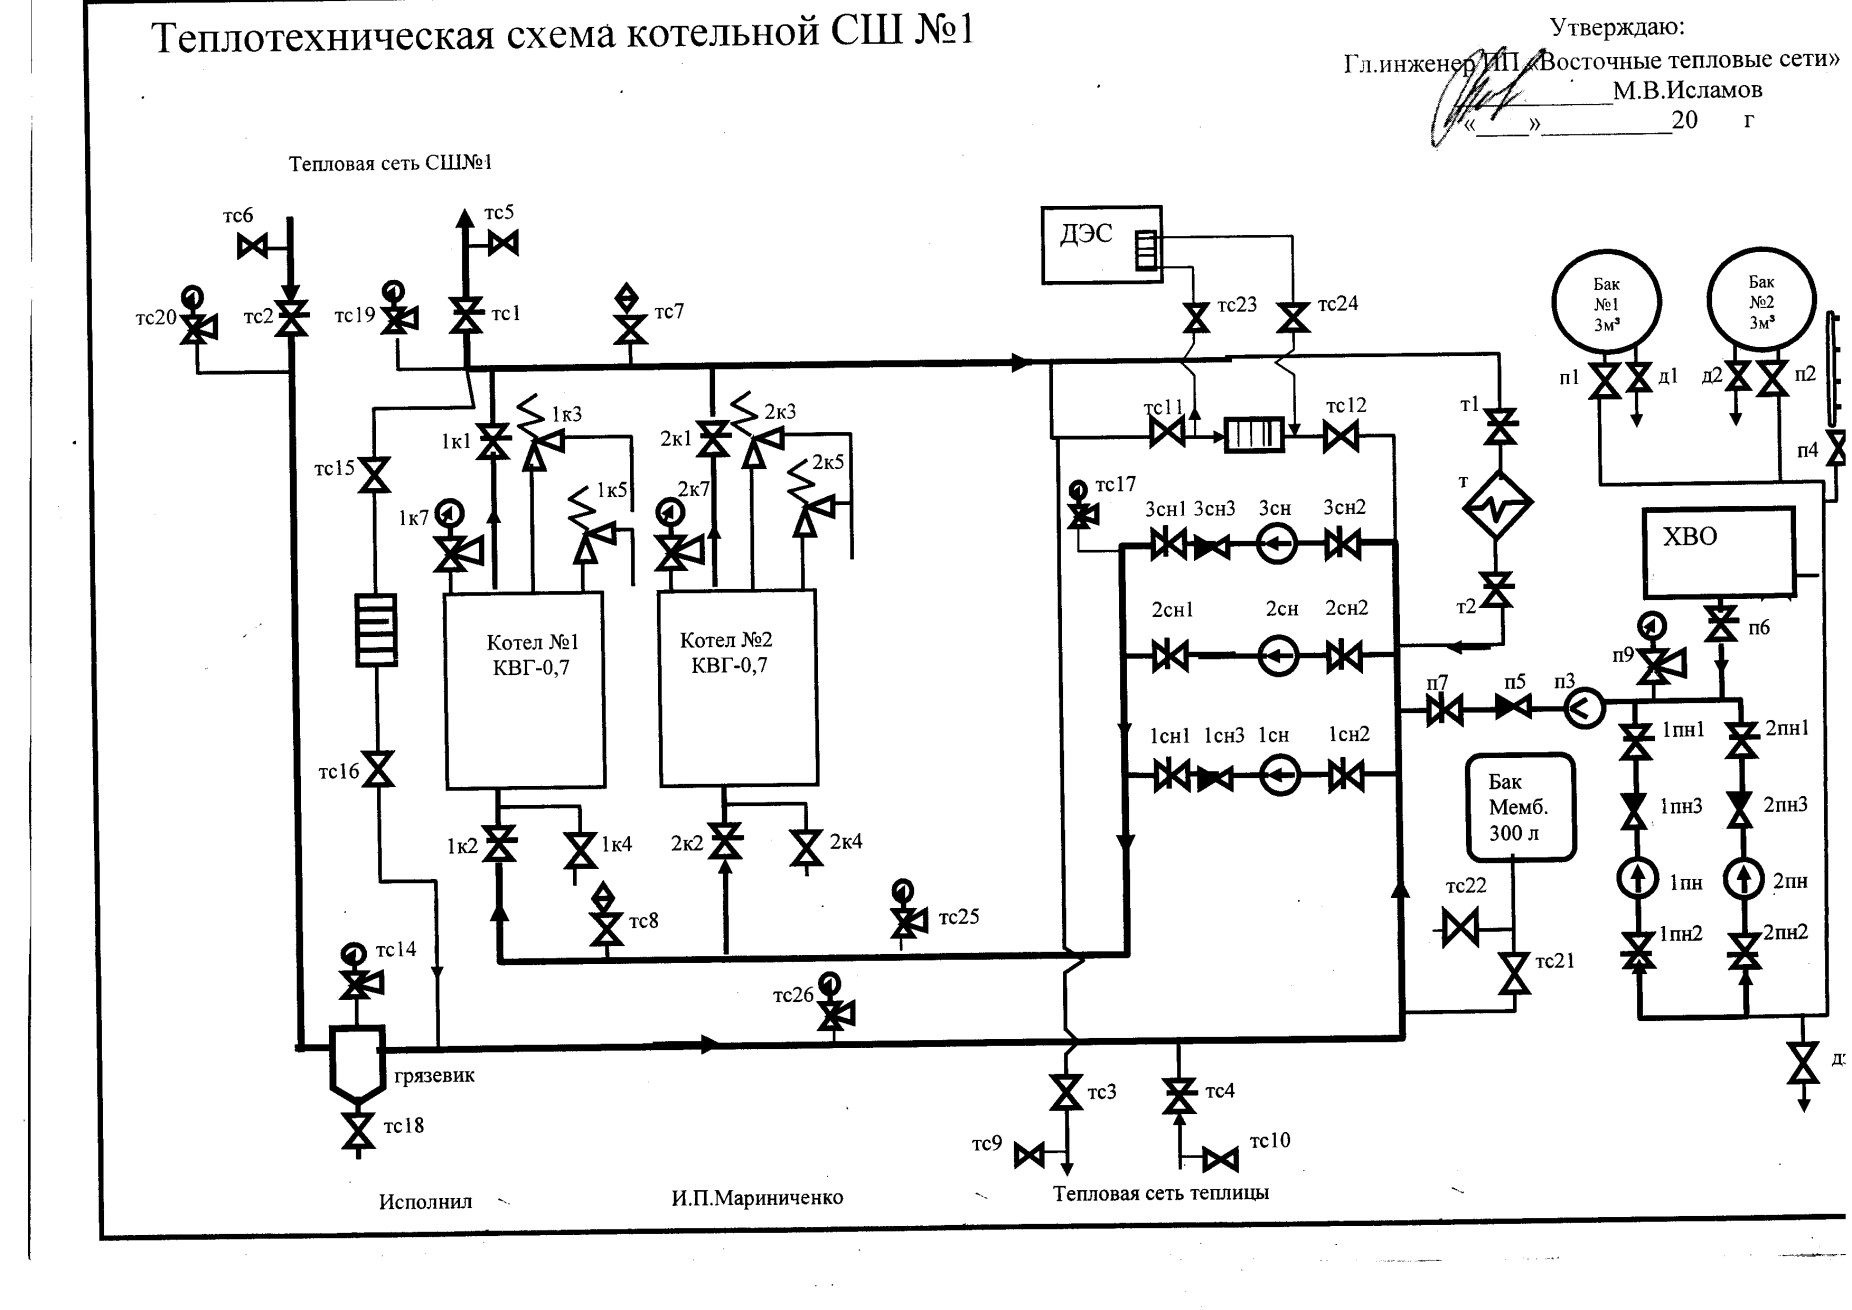 Теплотехническая схема котельной СШ №1
Утверждаю:
Гл.инженер ПП «Восточные тепловые сети»
М.В.Исламов
«____»___________20 г
Тепловая сеть СШ№1
тс6
тс5
ДЭС
тс20
тс2
тс19
тс1
тс7
тс23
тс24
Бак
№1
3м³
Бак
№2
3м³
п1
д1
д2
п2
1к1
1к3
2к1
2к3
тс11
тс12
т1
п4
тс15
1к7
1к5
2к7
2к5
тс17
т
3сн1
3сн3
3сн
3сн2
ХВО
2сн1
2сн
2сн2
т2
п6
Котел №1
КВГ-0,7
Котел №2
КВГ-0,7
п9
п7
п5
п3
1сн1
1сн3
1сн
1сн2
1пн1
2пн1
тс16
Бак
Мемб.
300 л
1пн3
2пн3
1к2
1к4
2к2
2к4
тс22
1пн
2пн
тс8
тс25
1пн2
2пн2
тс14
тс21
тс26
грязевик
тс3
тс4
тс18
тс9
тс10
Исполнил
И.П.Мариниченко
Тепловая сеть теплицы